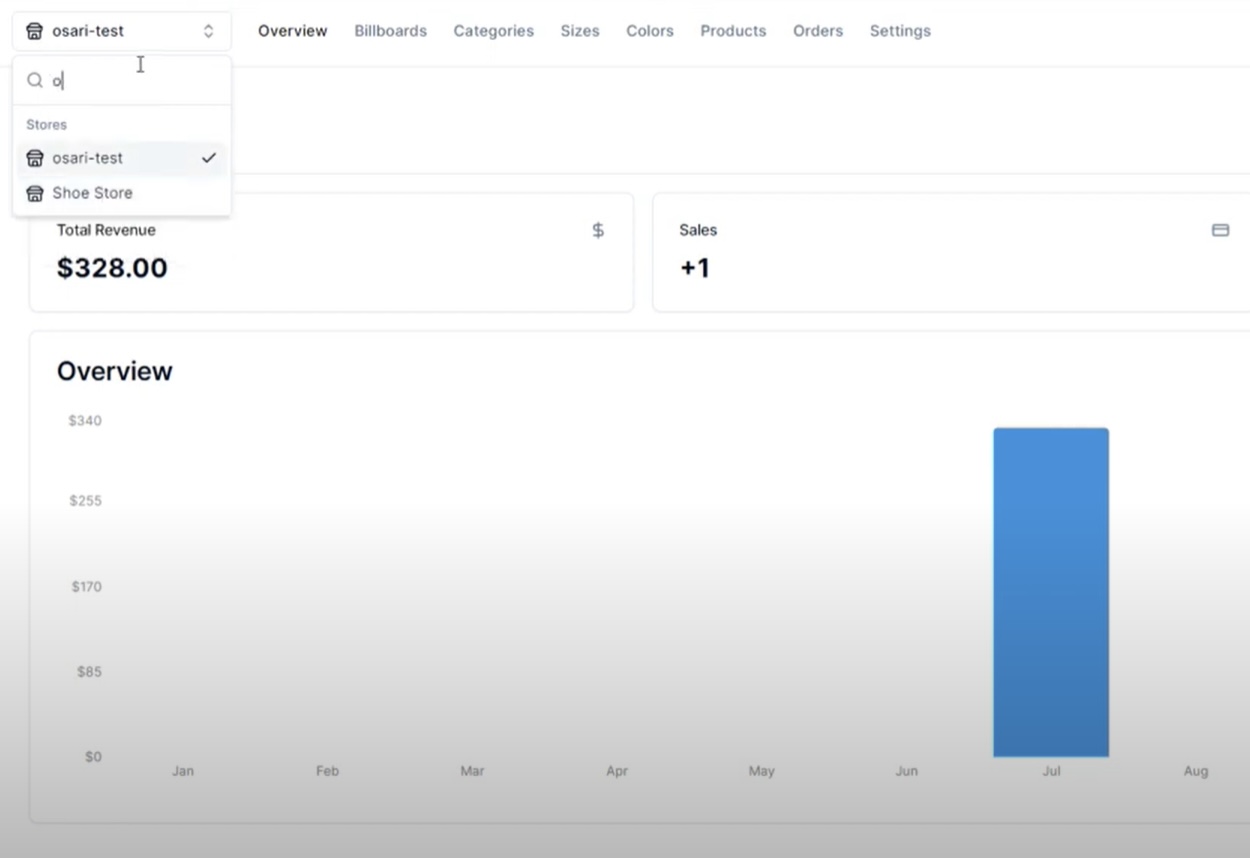 osari-test Overview Billboards Categories Sizes Colors Products Orders Settings
o
Stores
osari-test
Shoe Store
Total Revenue $
$328.00
Sales
+1
Overview
$340
$255
$170
$85
$0
Jan Feb Mar Apr May Jun Jul Aug